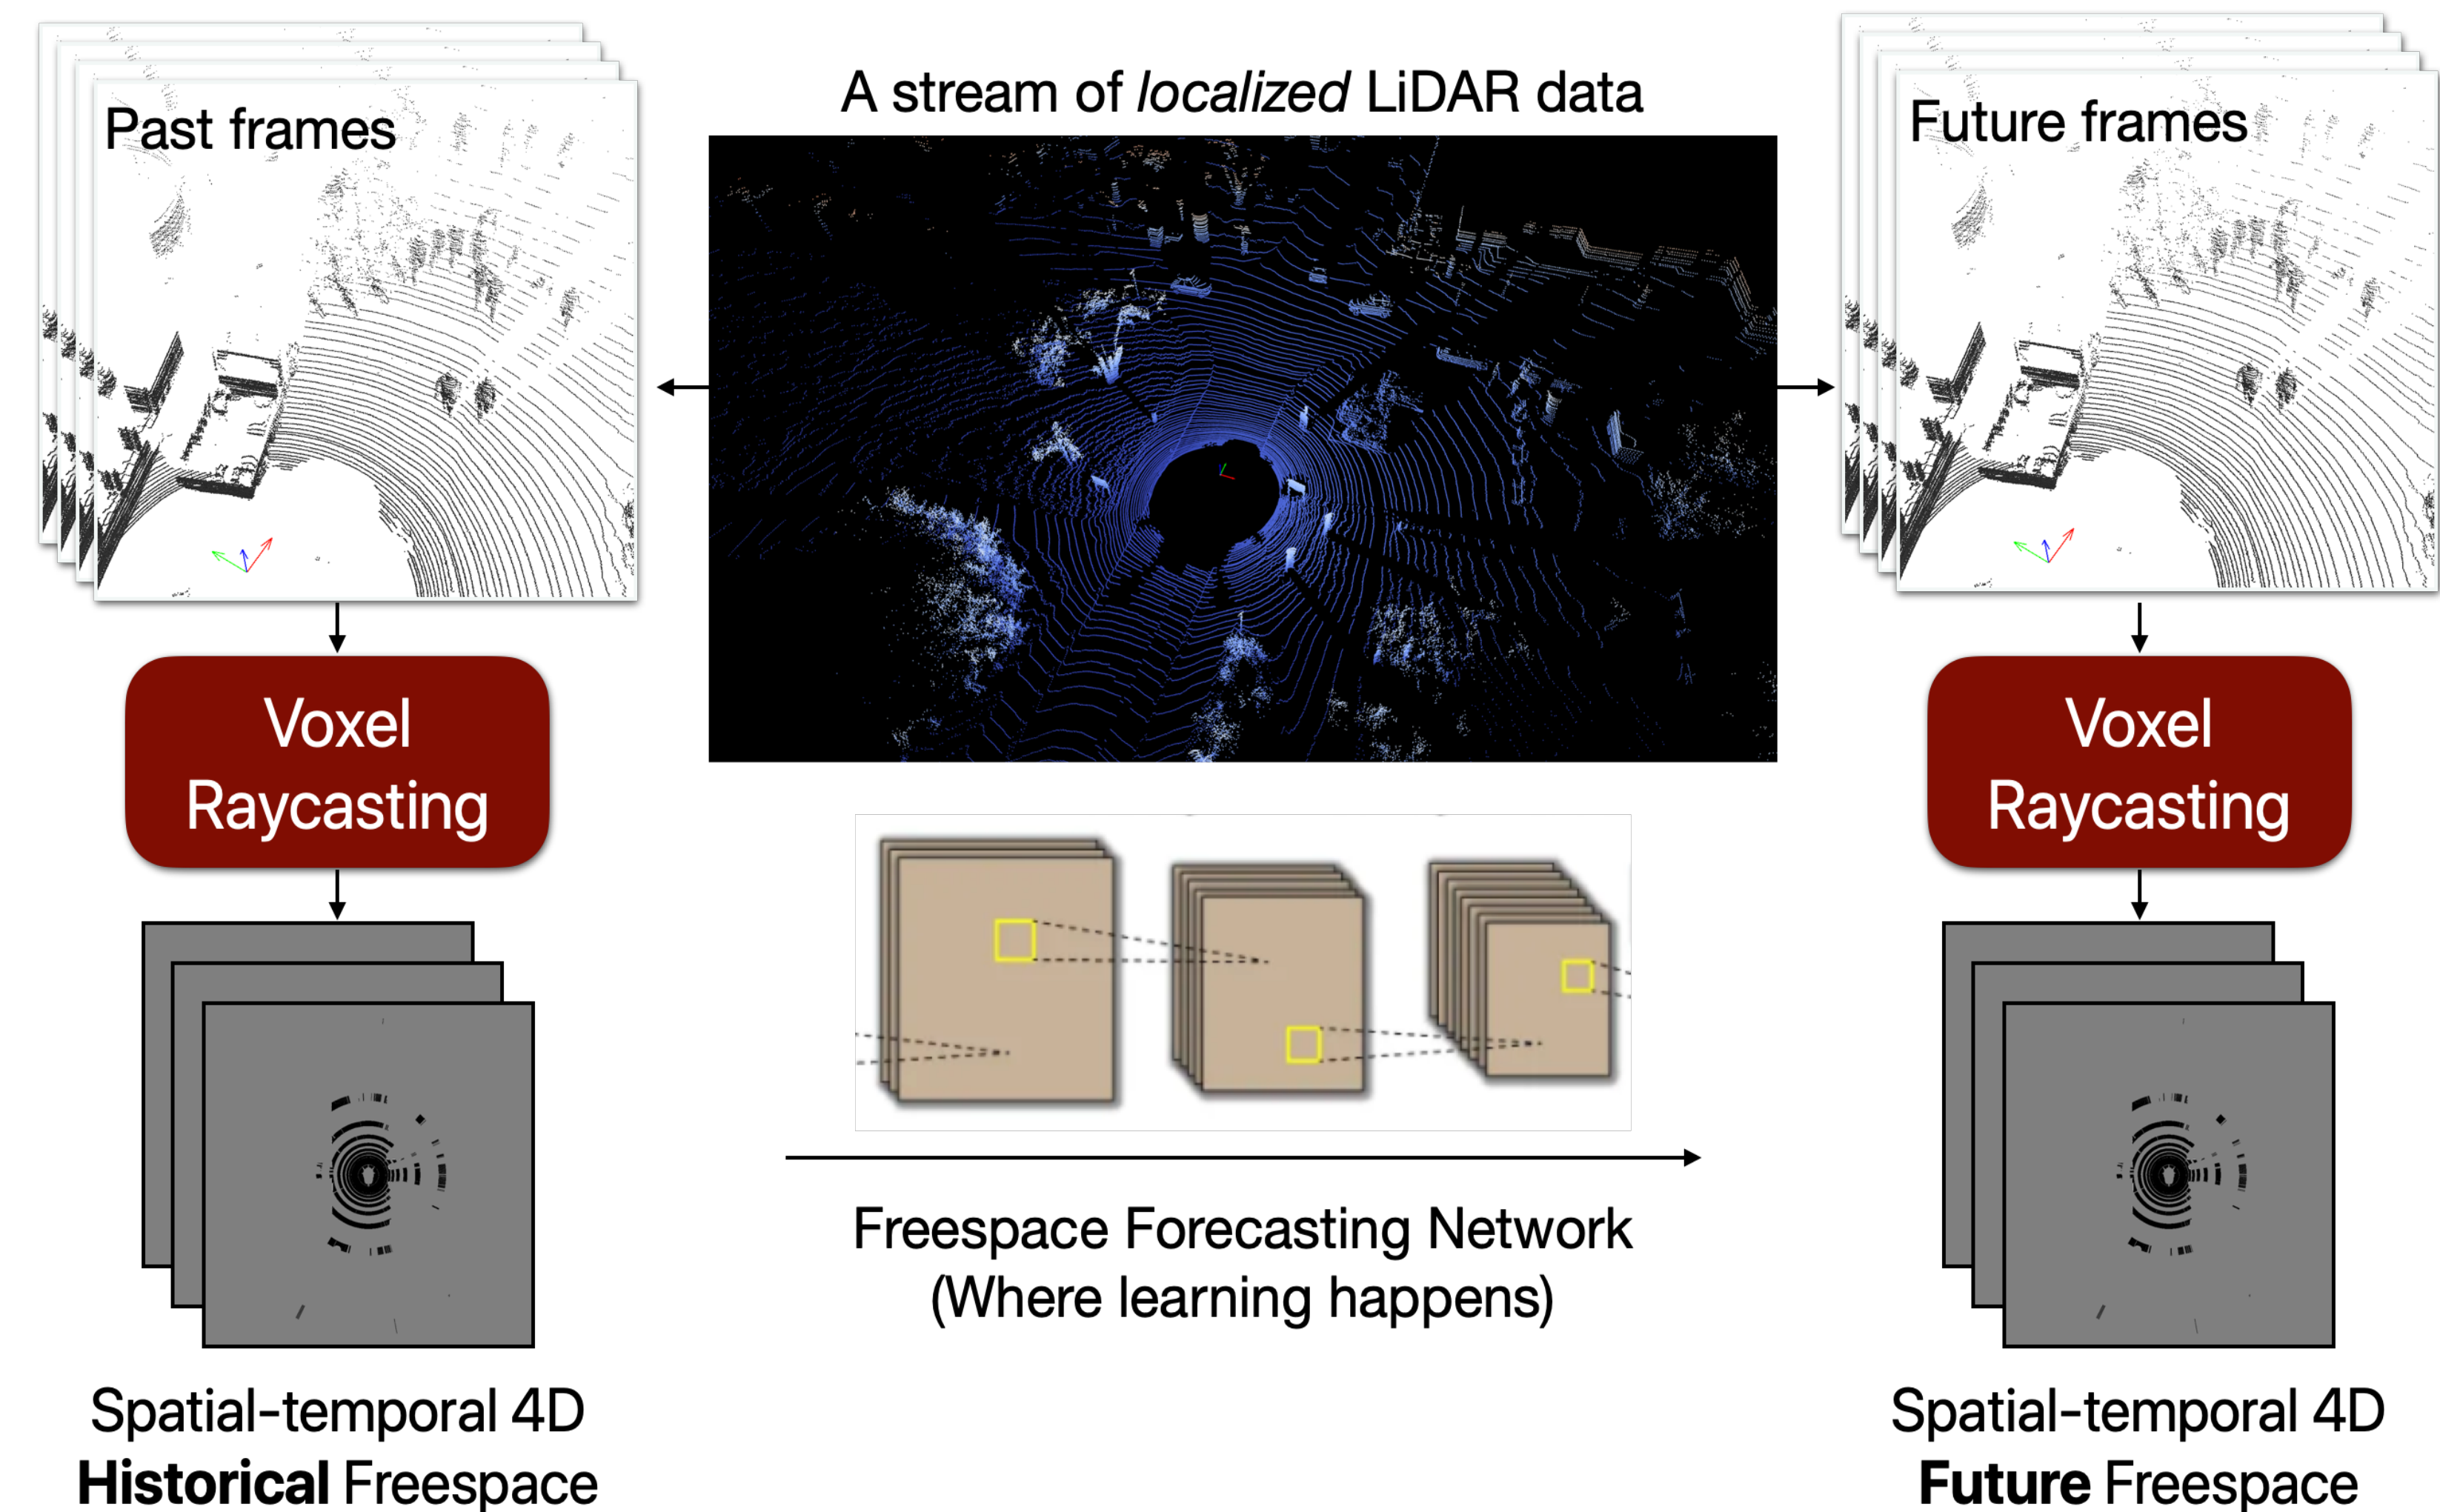 Past frames
A stream of localized LiDAR data
Future frames
Voxel
Raycasting
Voxel
Raycasting
Freespace Forecasting Network
(Where learning happens)
Spatial-temporal 4D
Historical Freespace
Spatial-temporal 4D
Future Freespace